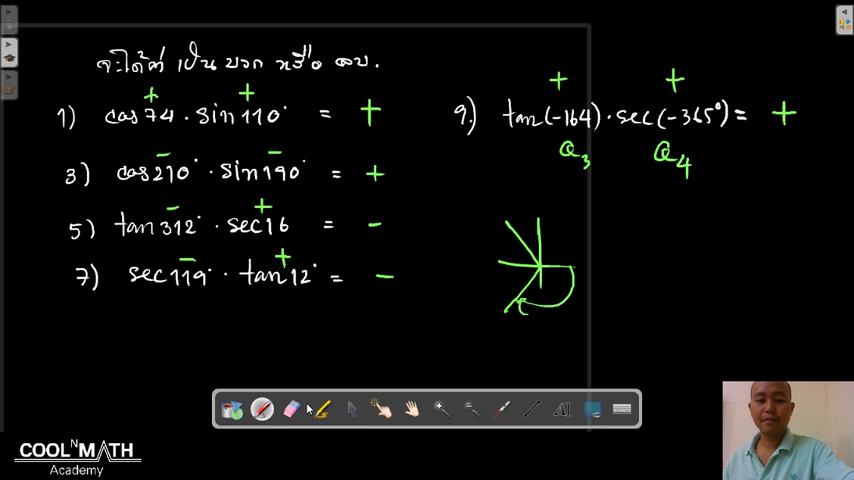 จะได้ค่า เป็น บวก หรือ ลบ.
+ +
1) cos74 · sin110° = +
- -
3) cos210° · sin190° = +
- +
5) tan312° · sec16 = -
- +
7) sec119° · tan12° = -
+ +
9.) tan(-164) · sec(-365°) = +
Q3 Q4
COOL N MATH
Academy